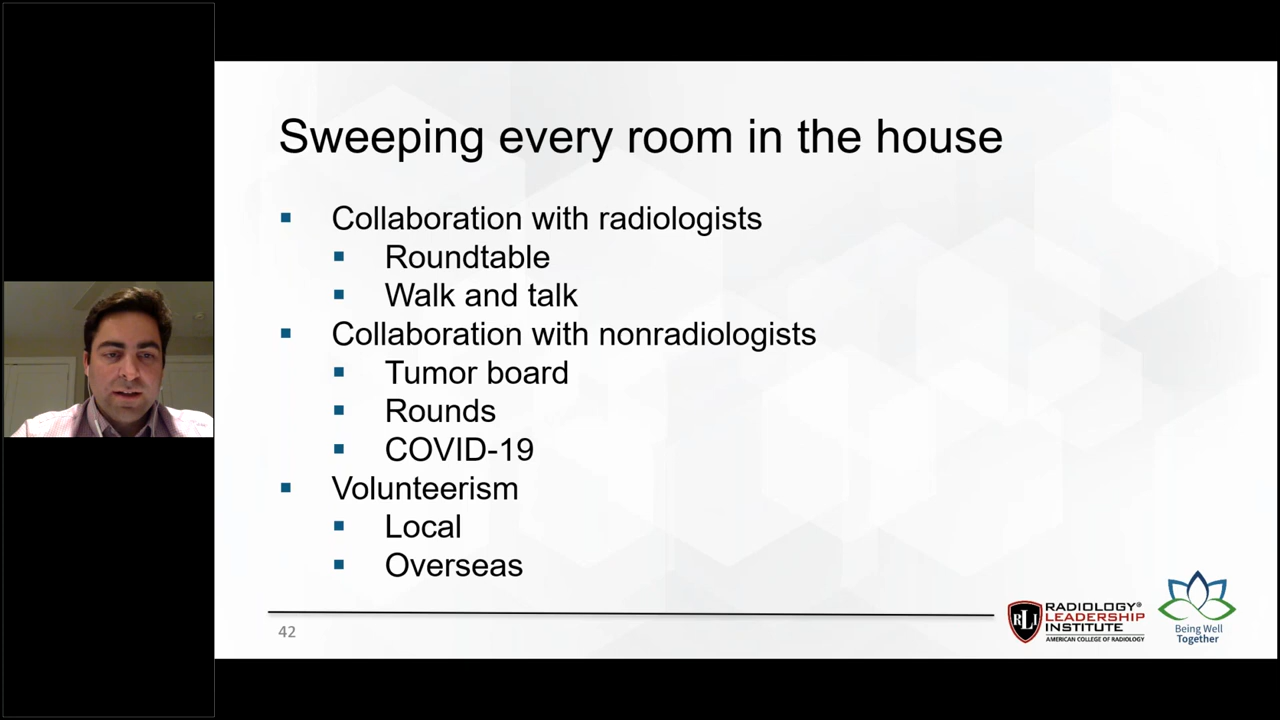 Sweeping every room in the house
Collaboration with radiologists
Roundtable
Walk and talk
Collaboration with nonradiologists
Tumor board
Rounds
COVID-19
Volunteerism
Local
Overseas
42
RLI
RADIOLOGY®
LEADERSHIP
INSTITUTE
AMERICAN COLLEGE OF RADIOLOGY
Being Well
Together